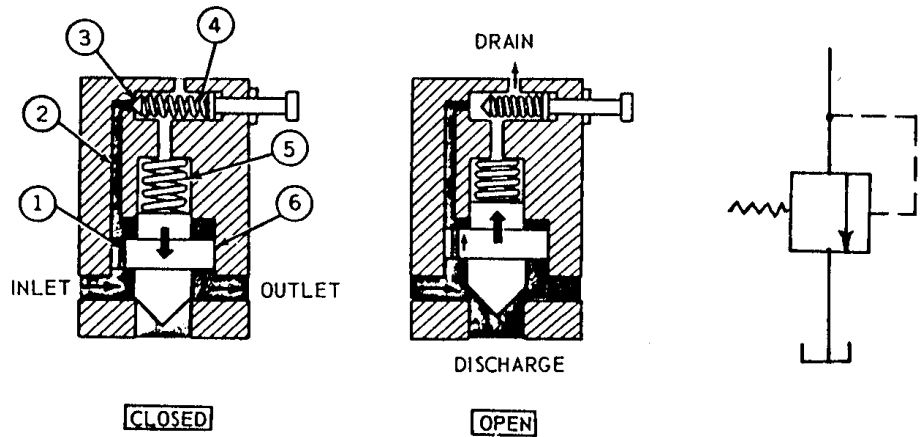 3
4
DRAIN
2
5
1
6
INLET
OUTLET
DISCHARGE
CLOSED
OPEN